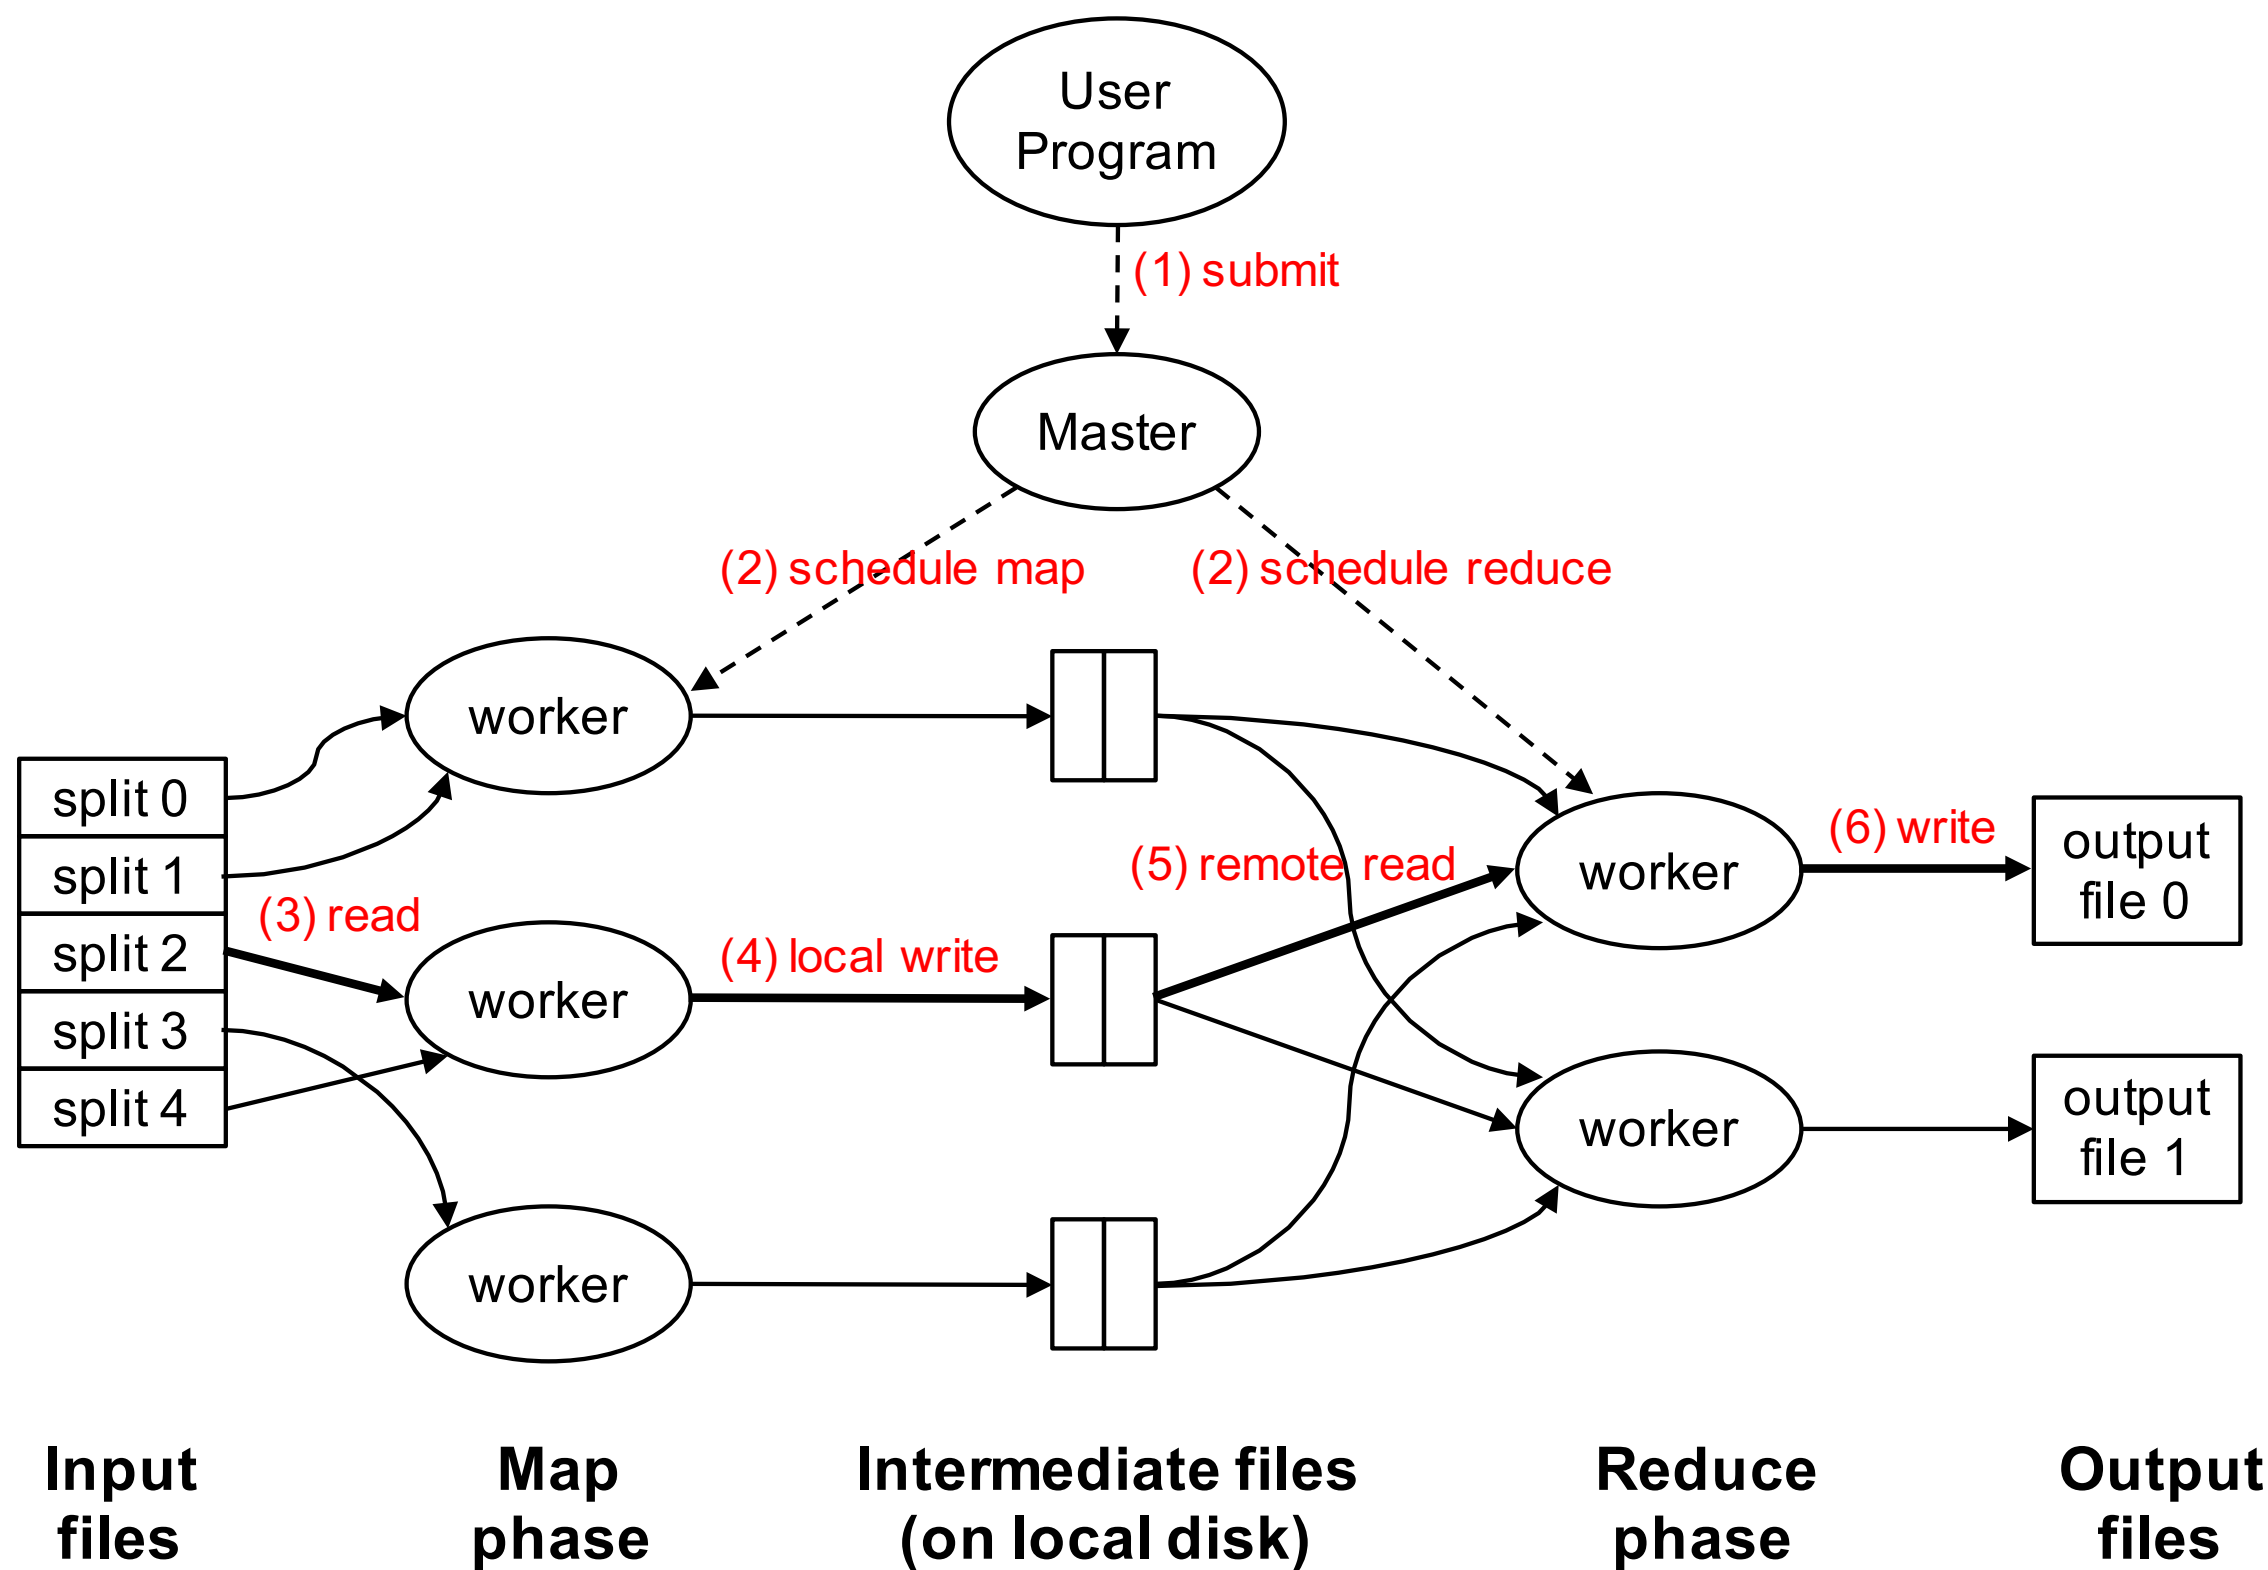 User
Program
(1) submit
Master
(2) schedule map
(2) schedule reduce
worker
split 0
split 1
split 2
split 3
split 4
(3) read
worker
(4) local write
worker
(5) remote read
worker
(6) write
output
file 0
worker
output
file 1
Input
files
Map
phase
Intermediate files
(on local disk)
Reduce
phase
Output
files